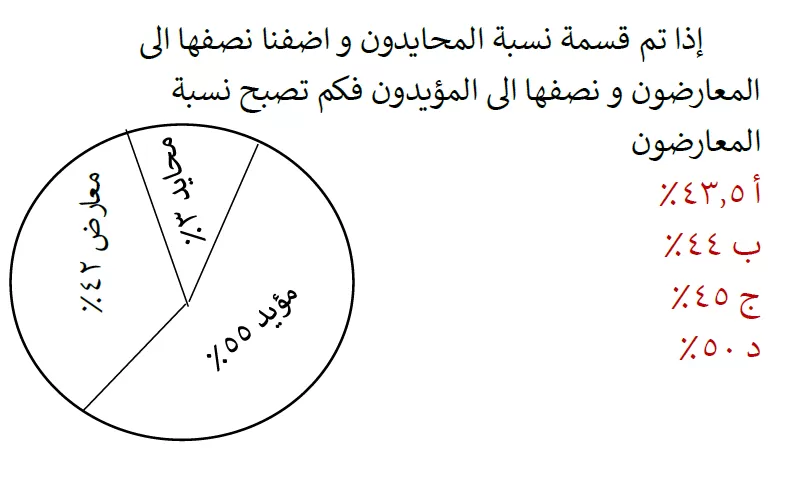 إذا تم قسمة نسبة المحايدون و اضفنا نصفها الى
المعارضون و نصفها الى المؤيدون فكم تصبح نسبة
المعارضون
أ ٤٣,٥٪
ب ٤٤٪
ج ٤٥٪
د ٥٠٪
محايد ٣٪
معارض ٤٢٪
مؤيد ٥٥٪